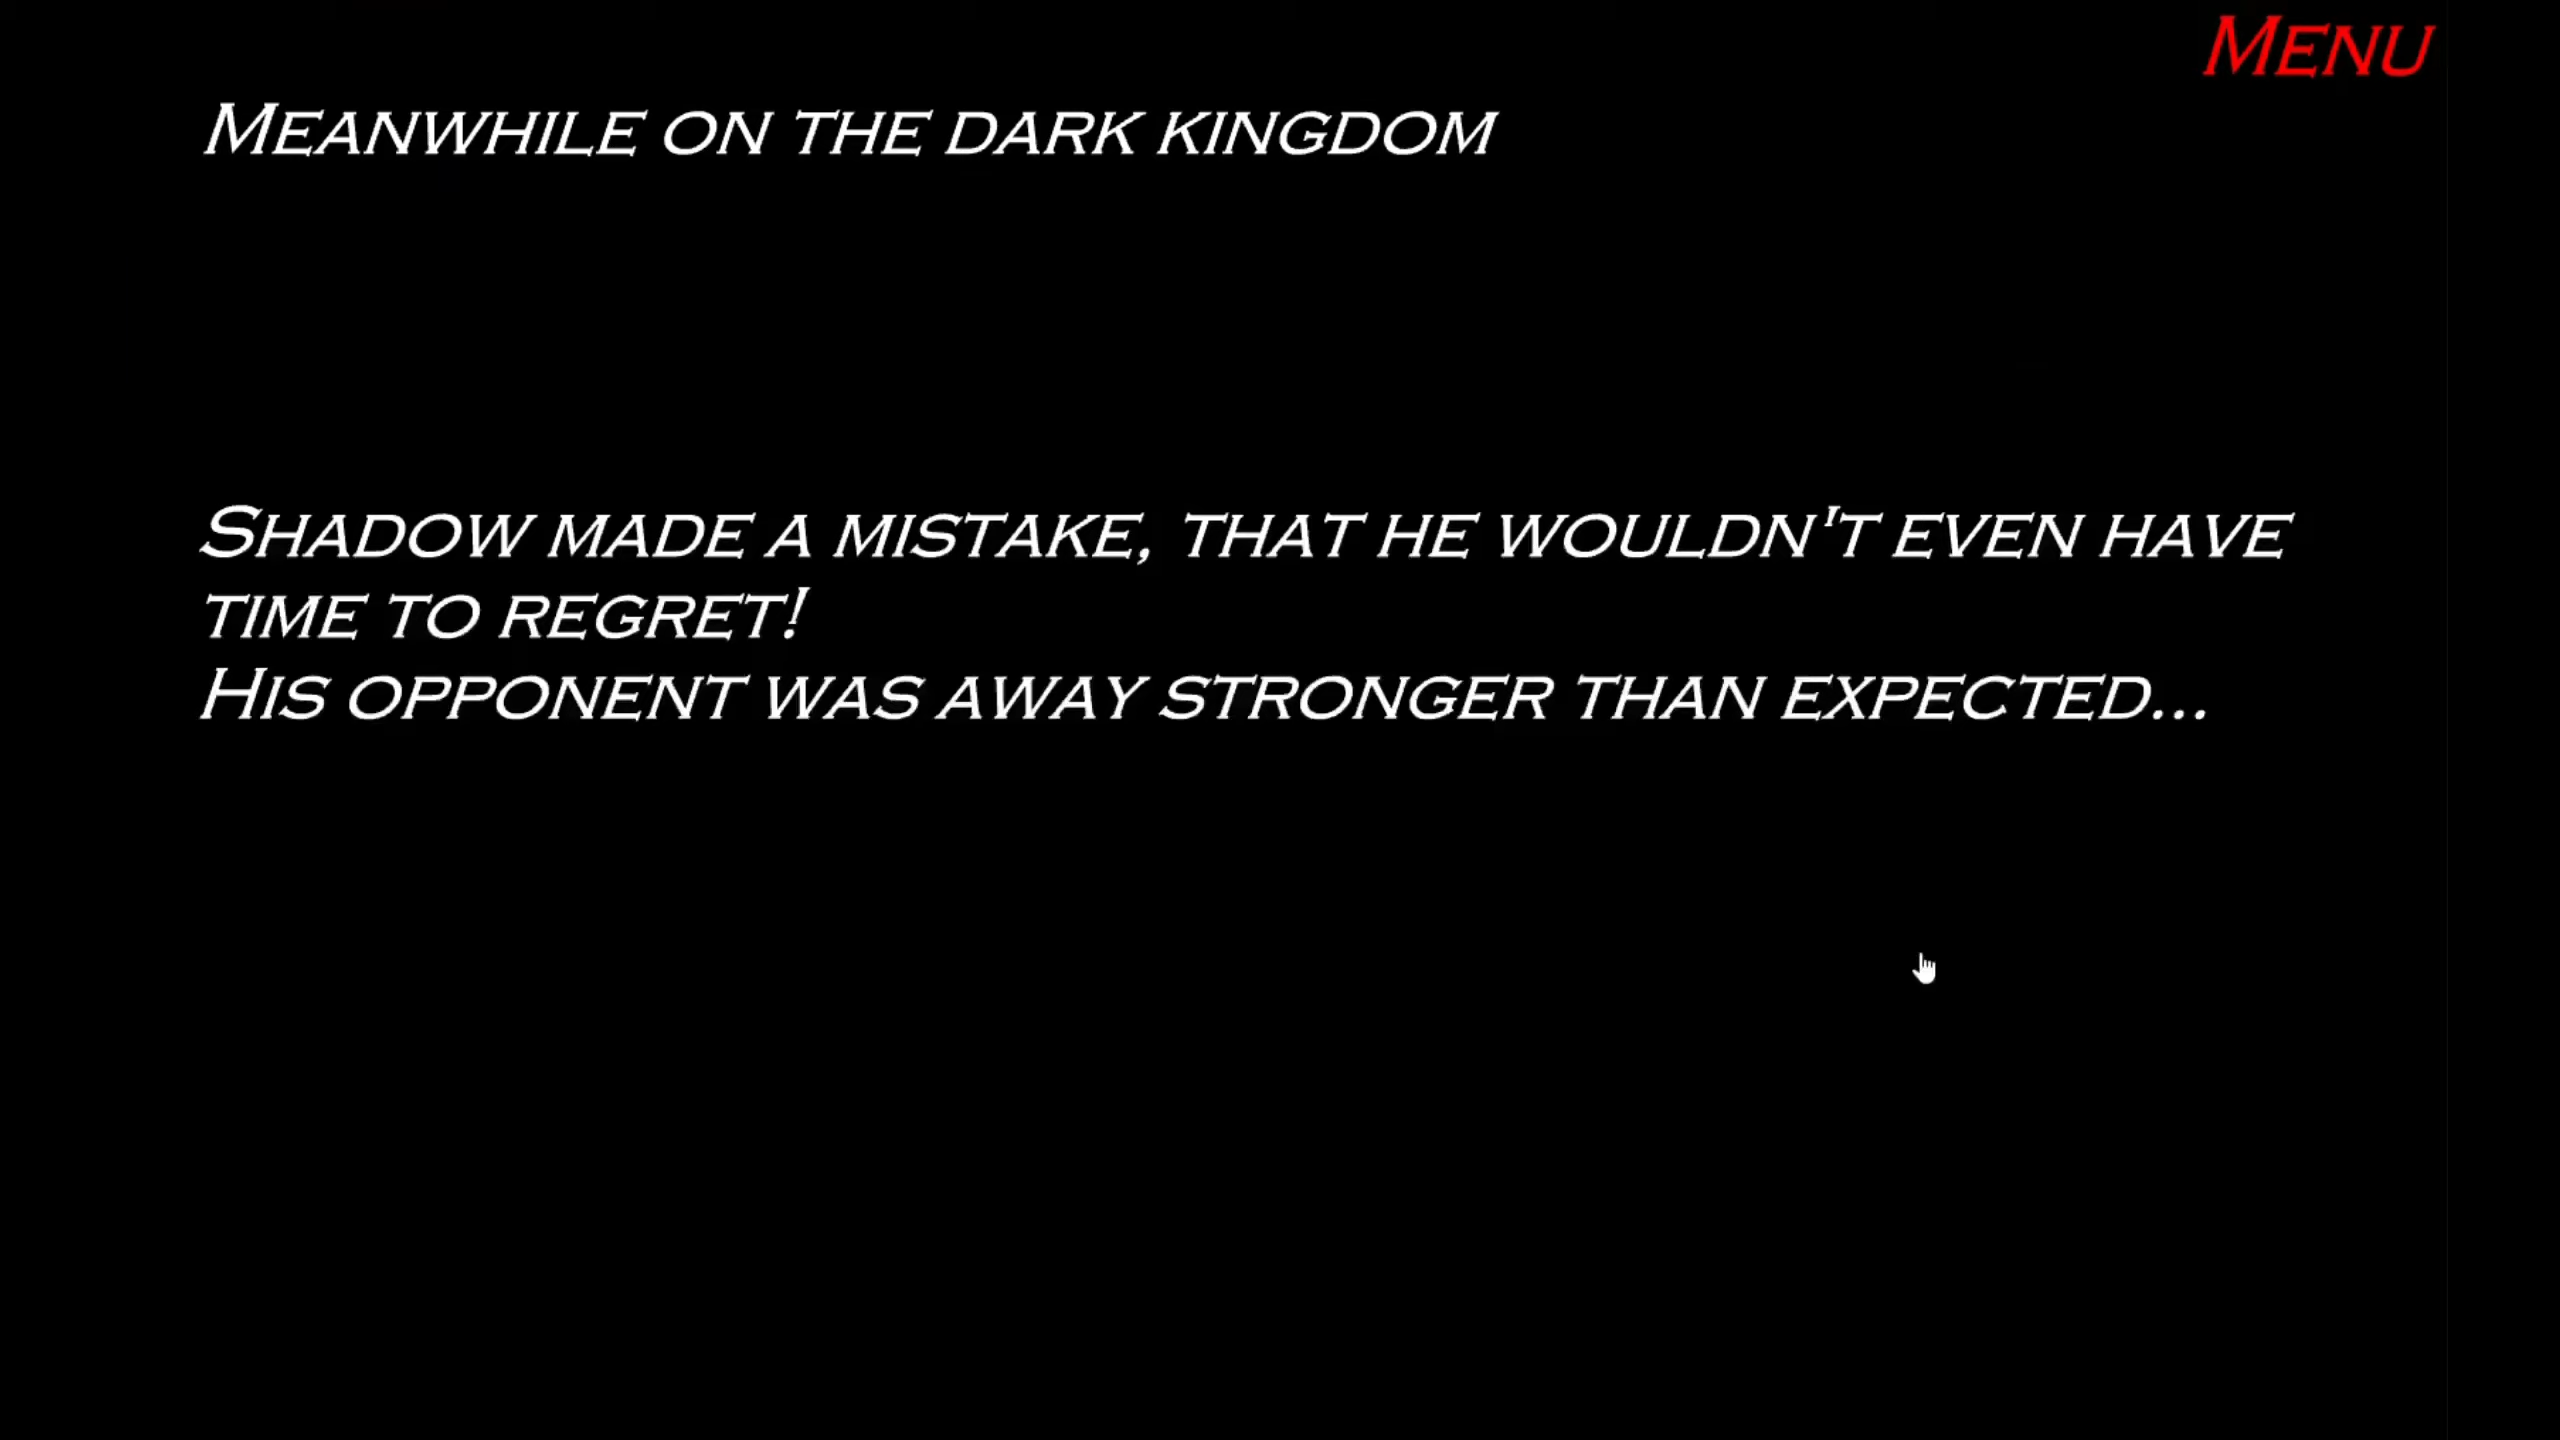 Menu
Meanwhile on the dark kingdom
Shadow made a mistake, that he wouldn't even have
time to regret!
His opponent was away stronger than expected...